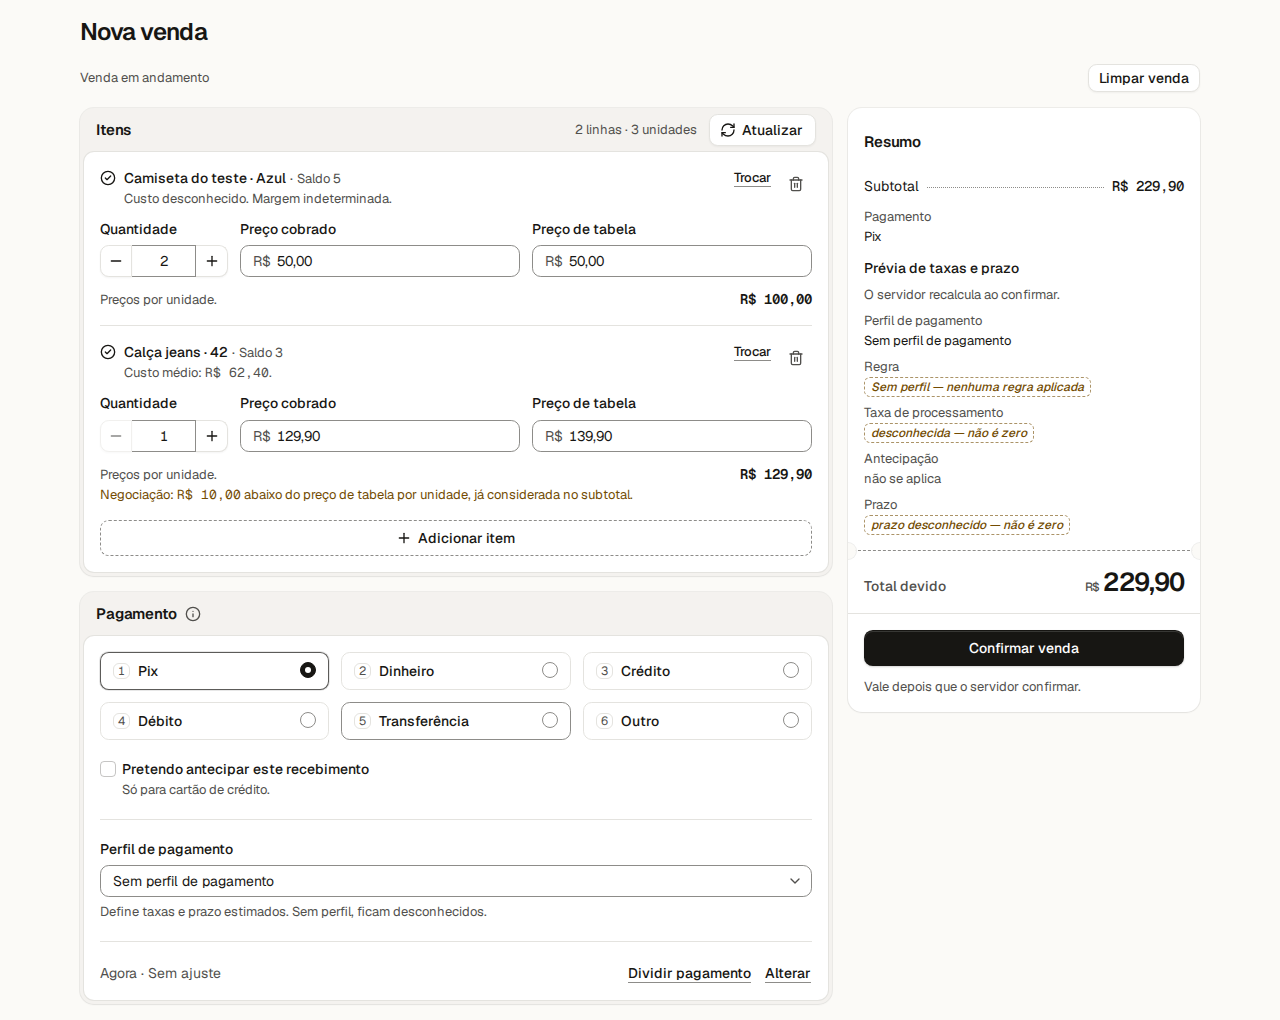 Nova venda
Venda em andamento
Limpar venda
Itens
2 linhas · 3 unidades
Atualizar
Camiseta do teste · Azul · Saldo 5
Trocar
Custo desconhecido. Margem indeterminada.
Quantidade
Preço cobrado
Preço de tabela
2
R$ 50,00
R$ 50,00
Preços por unidade.
R$ 100,00
Calça jeans · 42 · Saldo 3
Trocar
Custo médio: R$ 62,40.
Quantidade
Preço cobrado
Preço de tabela
1
R$ 129,90
R$ 139,90
Preços por unidade.
R$ 129,90
Negociação: R$ 10,00 abaixo do preço de tabela por unidade, já considerada no subtotal.
Adicionar item
Pagamento
1 Pix
2 Dinheiro
3 Crédito
4 Débito
5 Transferência
6 Outro
Pretendo antecipar este recebimento
Só para cartão de crédito.
Perfil de pagamento
Sem perfil de pagamento
Define taxas e prazo estimados. Sem perfil, ficam desconhecidos.
Agora · Sem ajuste
Dividir pagamento
Alterar
Resumo
Subtotal
R$ 229,90
Pagamento
Pix
Prévia de taxas e prazo
O servidor recalcula ao confirmar.
Perfil de pagamento
Sem perfil de pagamento
Regra
Sem perfil — nenhuma regra aplicada
Taxa de processamento
desconhecida — não é zero
Antecipação
não se aplica
Prazo
prazo desconhecido — não é zero
Total devido
R$ 229,90
Confirmar venda
Vale depois que o servidor confirmar.